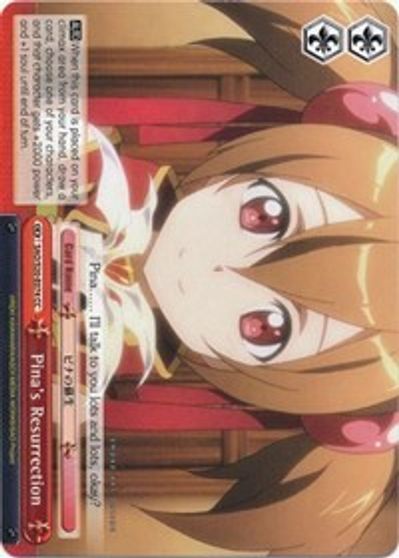 When this card is placed on your
climax area from your hand, draw a
card, choose one of your characters,
and that character gets +2000 power
and +1 soul until end of turn.
Pina...... I'll talk to you lots and lots, okay?
Card Name
ピナの蘇生
Pina's Resurrection